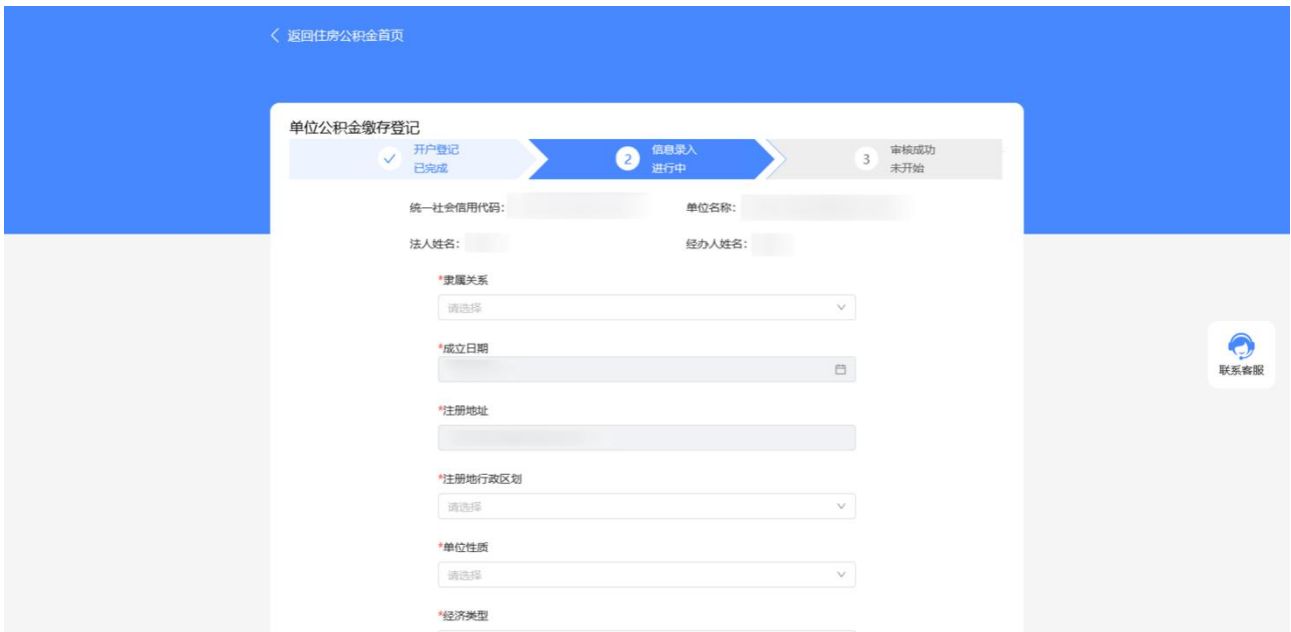 返回住房公积金首页
单位公积金缴存登记
开户登记
已完成
2
信息录入
进行中
3
审核成功
未开始
统一社会信用代码：
单位名称：
法人姓名：
经办人姓名：
*隶属关系
请选择
*成立日期
*注册地址
*注册地行政区划
请选择
*单位性质
请选择
*经济类型
联系客服